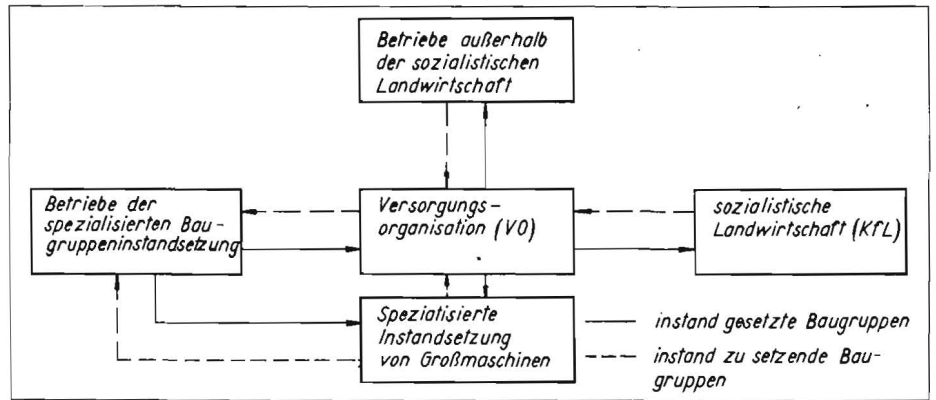 Betriebe außerhalb
der sozialistischen
Landwirtschaft
Betriebe der
spezialisierten Bau-
gruppeninstandsetzung
Versorgungs-
organisation (VO)
sozialistische
Landwirtschaft (KfL)
Spezialisierte
Instandsetzung
von Großmaschinen
instand gesetzte Baugruppen
instand zu setzende Bau-
gruppen